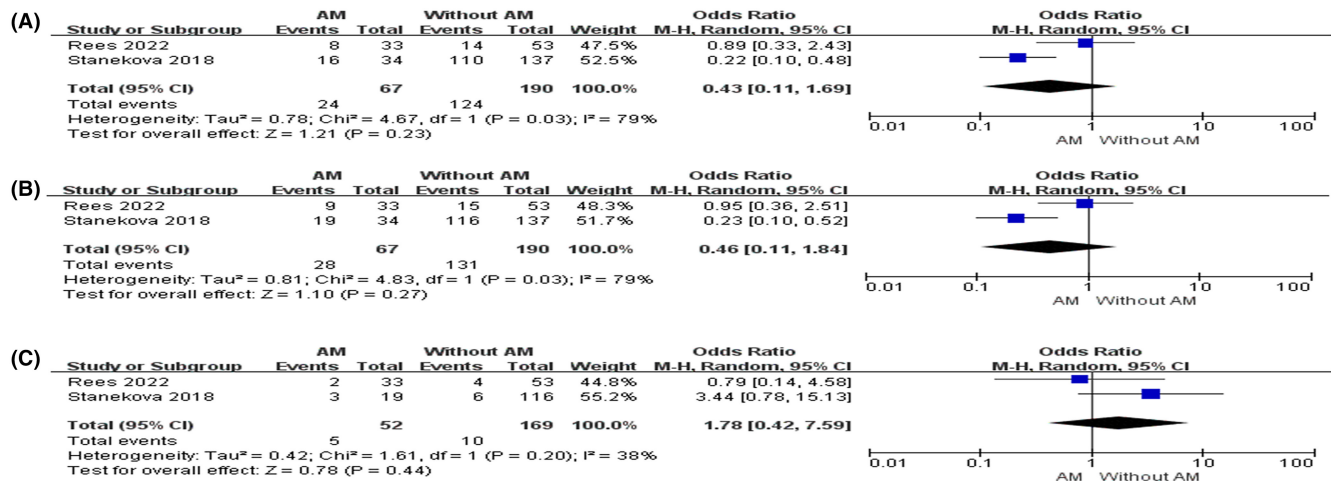 (A)
AM Without AM Odds Ratio Odds Ratio
Study or Subgroup Events Total Events Total Weight M-H, Random, 95% CI M-H, Random, 95% CI
Rees 2022 8 33 14 53 47.5% 0.89 [0.33, 2.43]
Stanekova 2018 16 34 110 137 52.5% 0.22 [0.10, 0.48]
Total (95% CI) 67 190 100.0% 0.43 [0.11, 1.69]
Total events 24 124
Heterogeneity: Tau² = 0.78; Chi² = 4.67, df = 1 (P = 0.03); I² = 79%
Test for overall effect: Z = 1.21 (P = 0.23)
0.01 0.1 1 10 100
AM Without AM
(B)
AM Without AM Odds Ratio Odds Ratio
Study or Subgroup Events Total Events Total Weight M-H, Random, 95% CI M-H, Random, 95% CI
Rees 2022 9 33 15 53 48.3% 0.95 [0.36, 2.51]
Stanekova 2018 19 34 116 137 51.7% 0.23 [0.10, 0.52]
Total (95% CI) 67 190 100.0% 0.46 [0.11, 1.84]
Total events 28 131
Heterogeneity: Tau² = 0.81; Chi² = 4.83, df = 1 (P = 0.03); I² = 79%
Test for overall effect: Z = 1.10 (P = 0.27)
0.01 0.1 1 10 100
AM Without AM
(C)
AM Without AM Odds Ratio Odds Ratio
Study or Subgroup Events Total Events Total Weight M-H, Random, 95% CI M-H, Random, 95% CI
Rees 2022 2 33 4 53 44.8% 0.79 [0.14, 4.58]
Stanekova 2018 3 19 6 116 55.2% 3.44 [0.78, 15.13]
Total (95% CI) 52 169 100.0% 1.78 [0.42, 7.59]
Total events 5 10
Heterogeneity: Tau² = 0.42; Chi² = 1.61, df = 1 (P = 0.20); I² = 38%
Test for overall effect: Z = 0.78 (P = 0.44)
0.01 0.1 1 10 100
AM Without AM